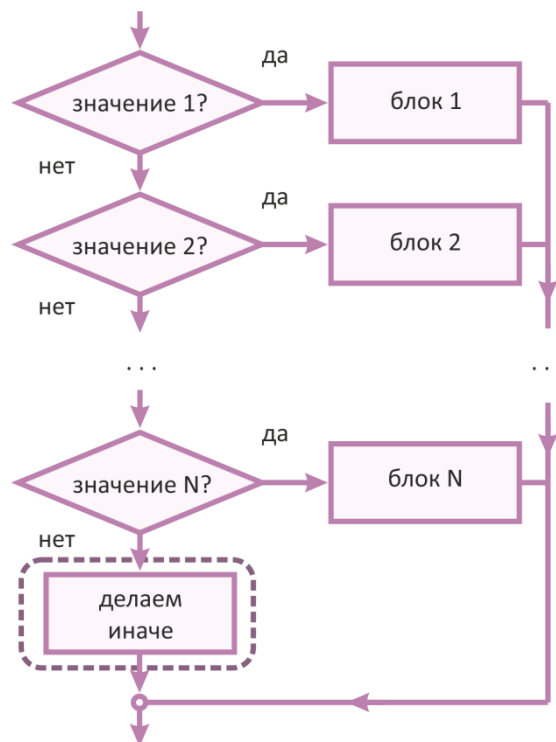 да
значение 1?
блок 1
нет
да
значение 2?
блок 2
нет
. . .
. .
да
значение N?
блок N
нет
делаем
иначе